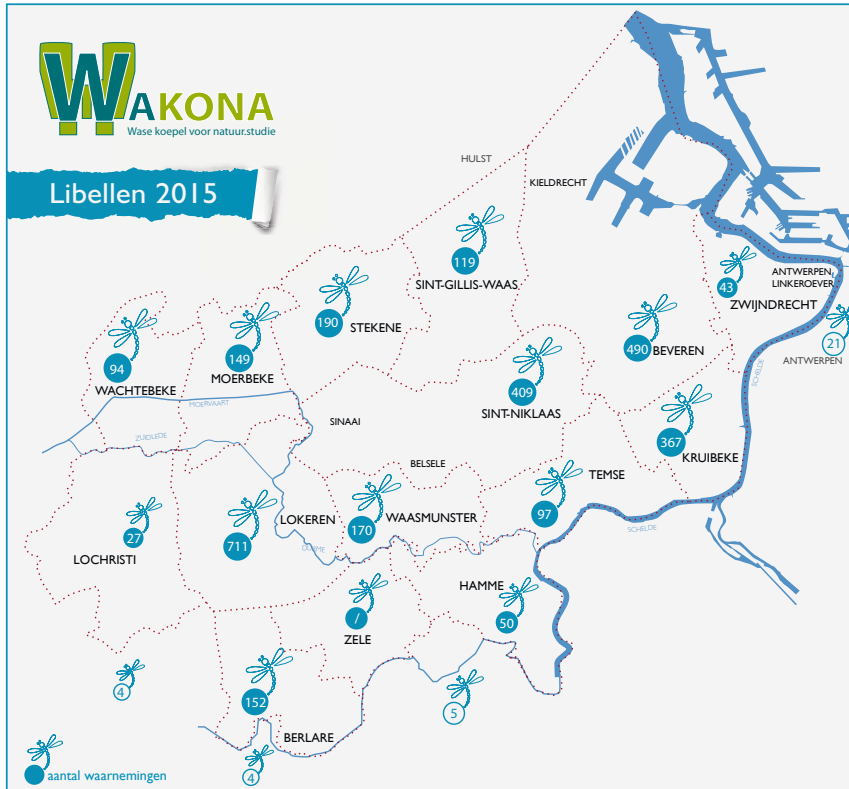 WAKONA
Wase koepel voor natuur.studie
Libellen 2015
HULST
KIELDRECHT
119
SINT-GILLIS-WAAS
ANTWERPEN,
LINKEROEVER
43
ZWIJNDRECHT
190
STEKENE
21
ANTWERPEN
490
BEVEREN
149
MOERBEKE
94
WACHTEBEKE
SCHELDE
409
SINT-NIKLAAS
MOERVAART
SINAAI
ZUIDLEDE
367
KRUIBEKE
BELSELE
TEMSE
97
LOKEREN
WAASMUNSTER
170
711
27
LOCHRISTI
DURME
SCHELDE
HAMME
50
/
ZELE
4
152
5
BERLARE
4
aantal waarnemingen